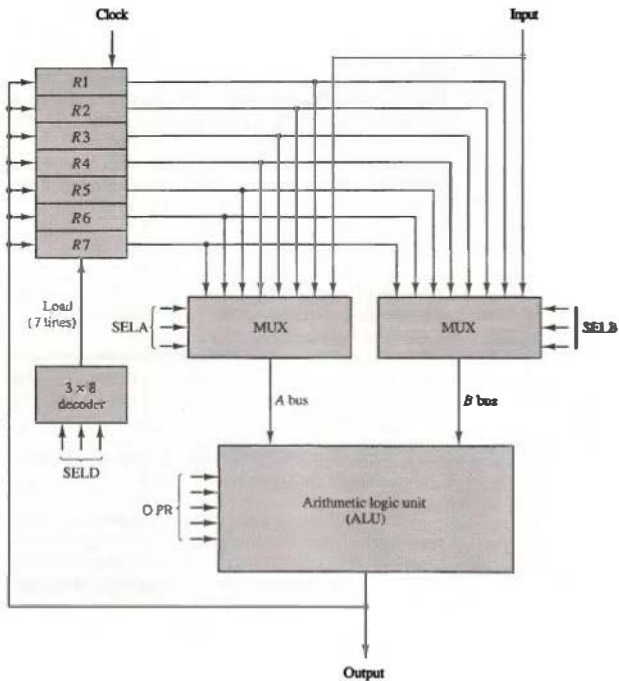 Clock
Input
R1
R2
R3
R4
R5
R6
R7
Load
(7 lines)
SELA
MUX
MUX
SELB
3 × 8
decoder
A bus
B bus
SELD
OPR
Arithmetic logic unit
(ALU)
Output